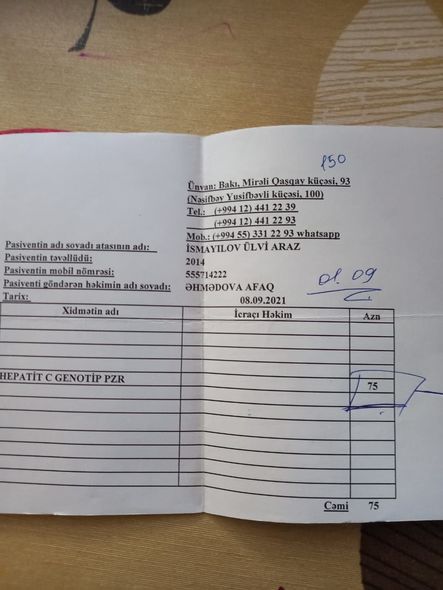 150
Ünvan: Bakı, Mirəli Qaşqay küçəsi, 93
(Nəsifbəy Yusifbəyli küçəsi, 100)
Tel.: (+994 12) 441 22 39
(+994 12) 441 22 93
Mob.: (+994 55) 331 22 93 whatsapp
Pasiyentin adı soyadı atasının adı: İSMAYILOV ÜLVİ ARAZ
Pasiyentin təvəllüdü: 2014
Pasiyentin mobil nömrəsi: 555714222
Pasiyenti göndərən həkimin adı soyadı: ƏHMƏDOVA AFAQ
01.09
Tarix: 08.09.2021
Xidmətin adı İcraçı Həkim Azn
HEPATİT C GENOTİP PZR 75
Cəmi 75